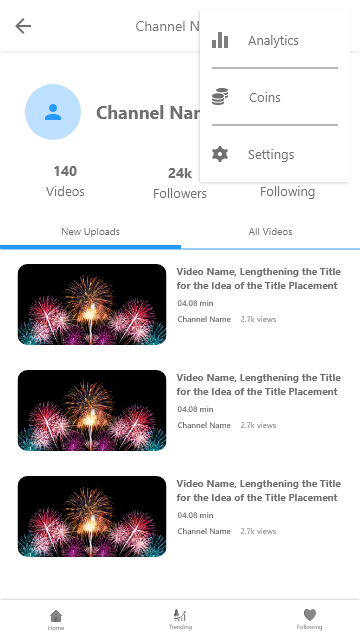 Channel N
Analytics
Coins
Settings
Channel Nar
140
Videos
24k
Followers
Following
New Uploads
All Videos
Video Name, Lengthening the Title
for the Idea of the Title Placement
04.08 min
Channel Name 2.7k views
Video Name, Lengthening the Title
for the Idea of the Title Placement
04.08 min
Channel Name 2.7k views
Video Name, Lengthening the Title
for the Idea of the Title Placement
04.08 min
Channel Name 2.7k views
Home
Trending
Following